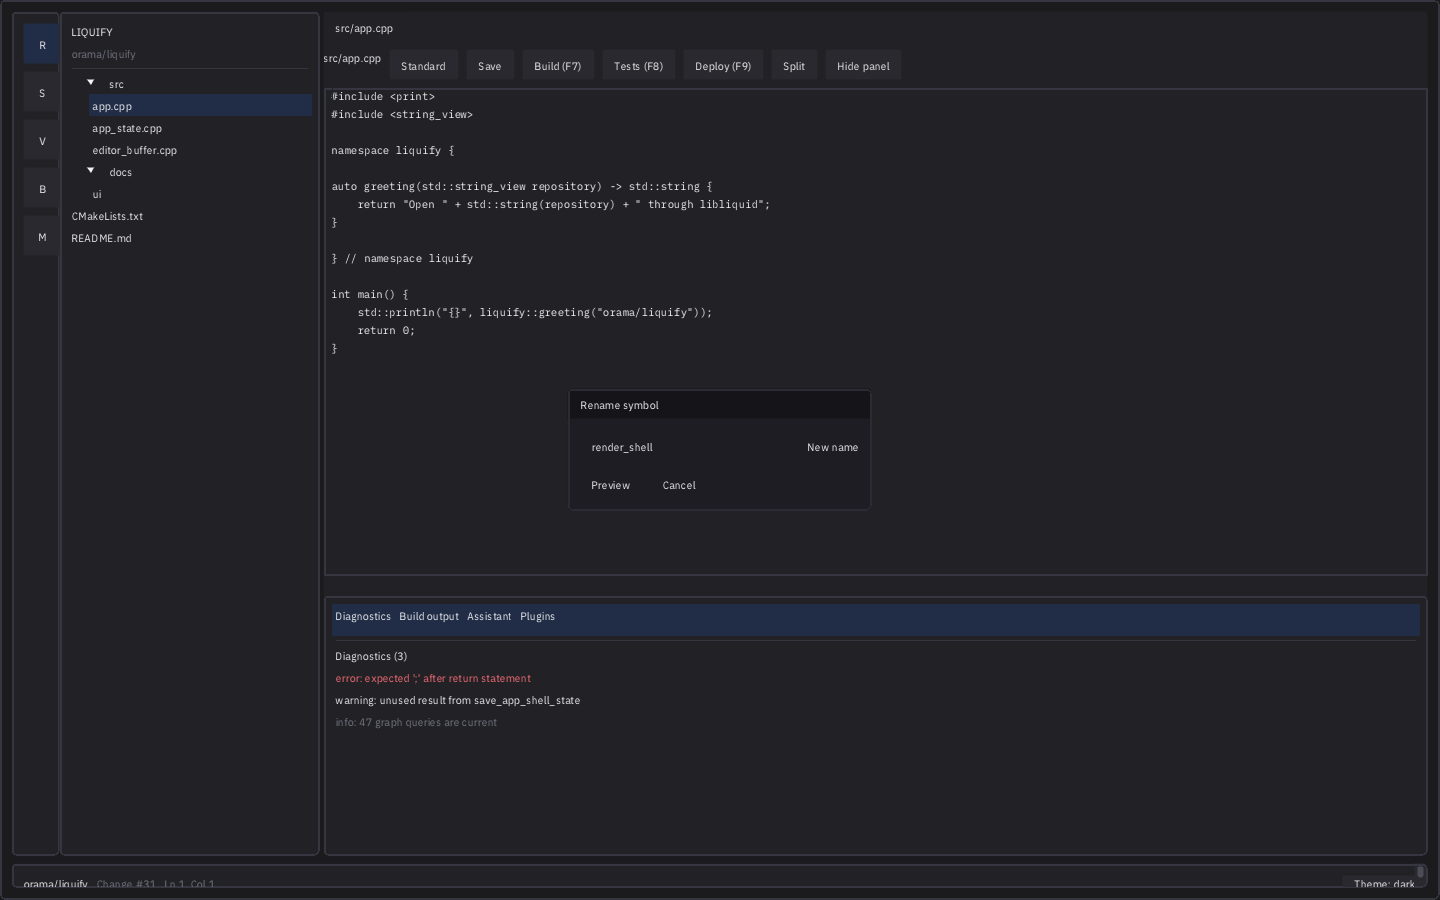 R
S
V
B
M
LIQUIFY
orama/liquify
src
app.cpp
app_state.cpp
editor_buffer.cpp
docs
ui
CMakeLists.txt
README.md
src/app.cpp
src/app.cpp Standard Save Build (F7) Tests (F8) Deploy (F9) Split Hide panel
#include <print>
#include <string_view>
namespace liquify {
auto greeting(std::string_view repository) -> std::string {
    return "Open " + std::string(repository) + " through libliquid";
}
} // namespace liquify
int main() {
    std::println("{}", liquify::greeting("orama/liquify"));
    return 0;
}
Rename symbol
render_shell New name
Preview Cancel
Diagnostics Build output Assistant Plugins
Diagnostics (3)
error: expected ';' after return statement
warning: unused result from save_app_shell_state
info: 47 graph queries are current
orama/liquify Change #31 Ln 1, Col 1 Theme: dark